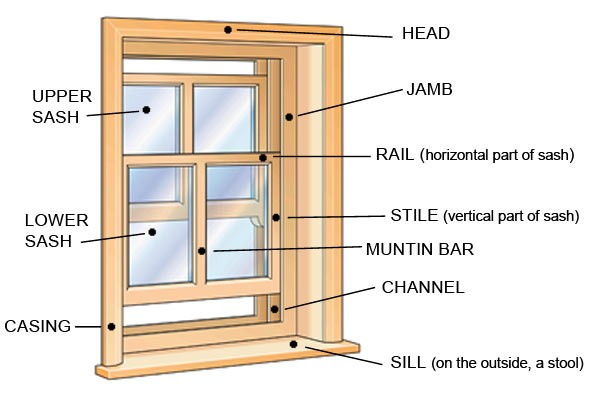 HEAD
JAMB
UPPER
SASH
RAIL (horizontal part of sash)
STILE (vertical part of sash)
LOWER
SASH
MUNTIN BAR
CHANNEL
CASING
SILL (on the outside, a stool)